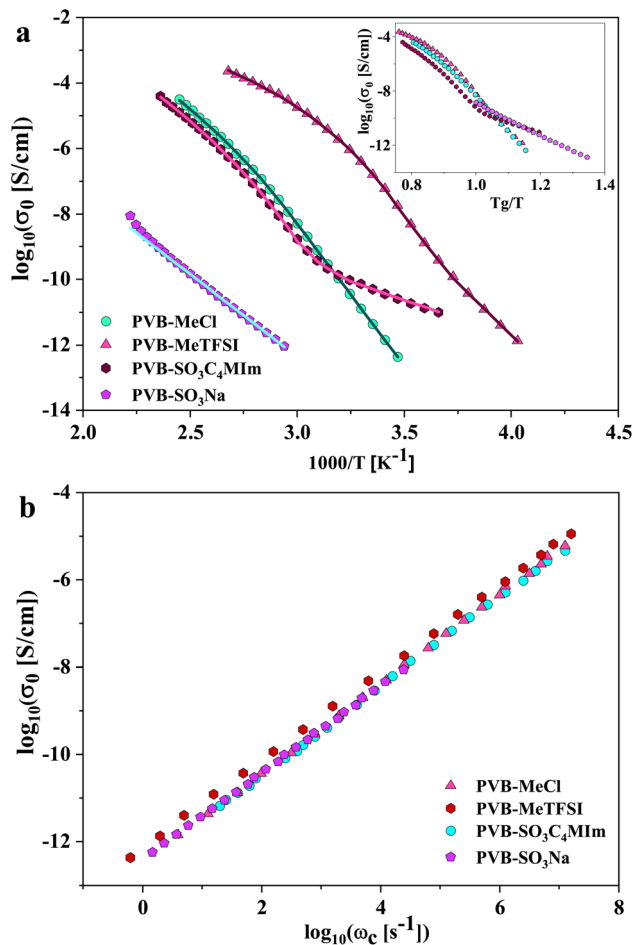 a
-2
-4
-6
-8
-10
-12
-14
log₁₀(σ₀ [S/cm])
2.0
2.5
3.0
3.5
4.0
4.5
1000/T [K⁻¹]
PVB-MeCl
PVB-MeTFSI
PVB-SO₃C₄MIm
PVB-SO₃Na
-4
-8
-12
log₁₀(σ₀ [S/cm])
0.8
1.0
1.2
1.4
Tg/T
b
-4
-6
-8
-10
-12
log₁₀(σ₀ [S/cm])
0
2
4
6
8
log₁₀(ω꜀ [s⁻¹])
PVB-MeCl
PVB-MeTFSI
PVB-SO₃C₄MIm
PVB-SO₃Na